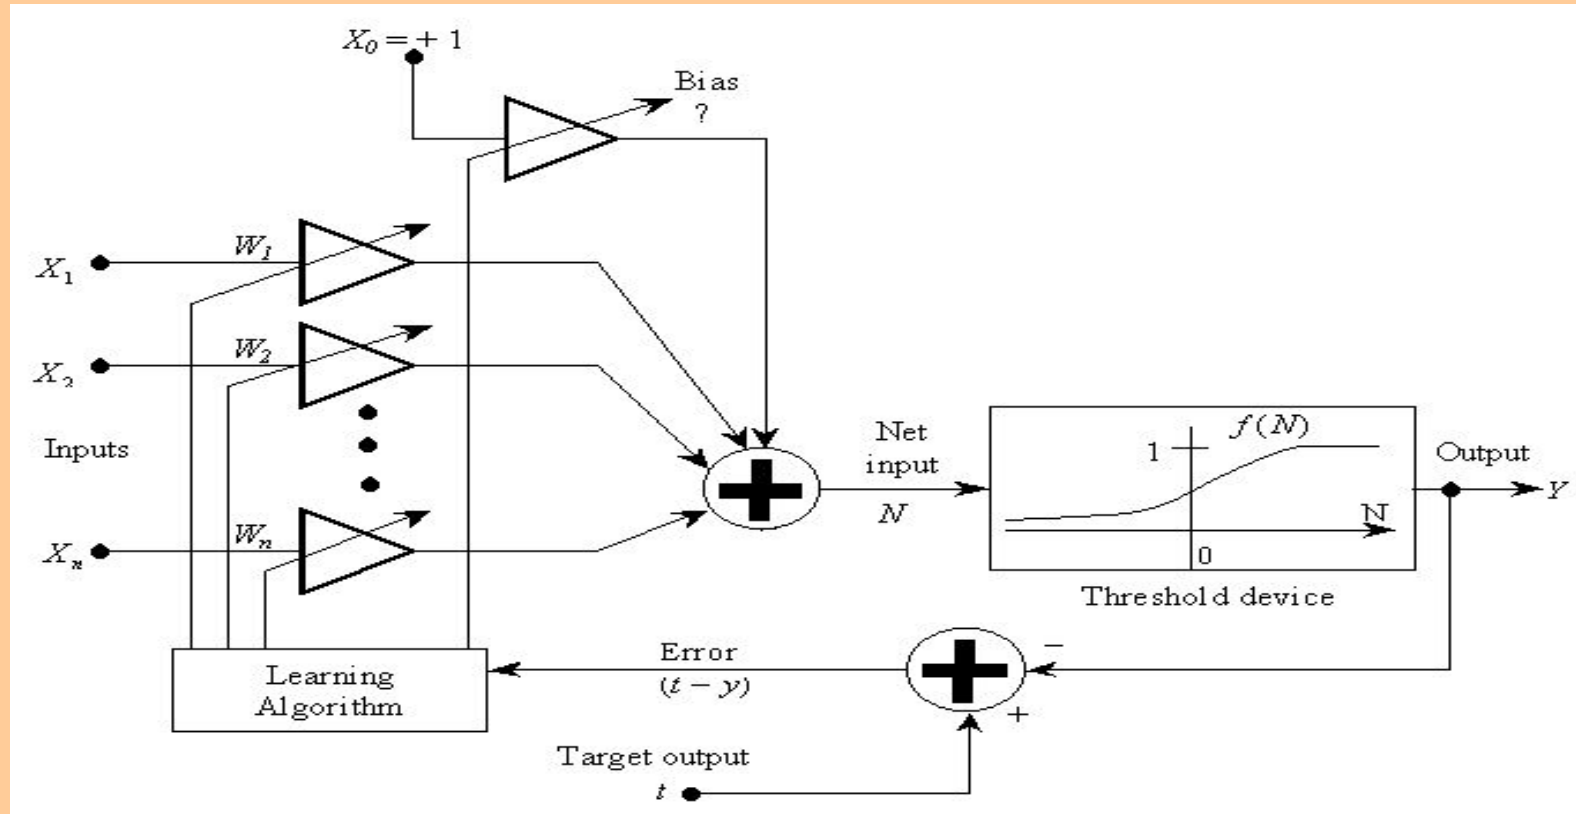 X₀ = + 1
Bias
?
W₁
X₁
W₂
X₂
Inputs
Wₙ
Xₙ
Net
input
N
f(N)
1
N
0
Threshold device
Output
Y
Learning
Algorithm
Error
(t − y)
−
+
Target output
t